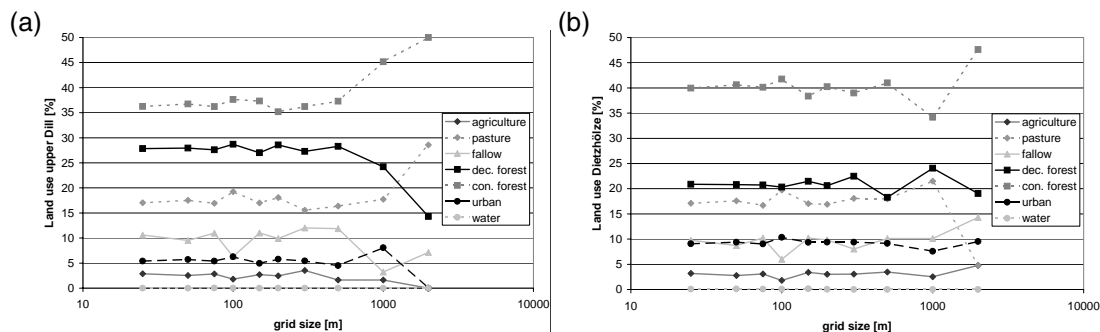 (a)
Land use upper Dill [%]
50
45
40
35
30
25
20
15
10
5
0
10
100
1000
10000
grid size [m]
agriculture
pasture
fallow
dec. forest
con. forest
urban
water
(b)
Land use Dietzhölze [%]
50
45
40
35
30
25
20
15
10
5
0
10
100
1000
10000
grid size [m]
agriculture
pasture
fallow
dec. forest
con. forest
urban
water